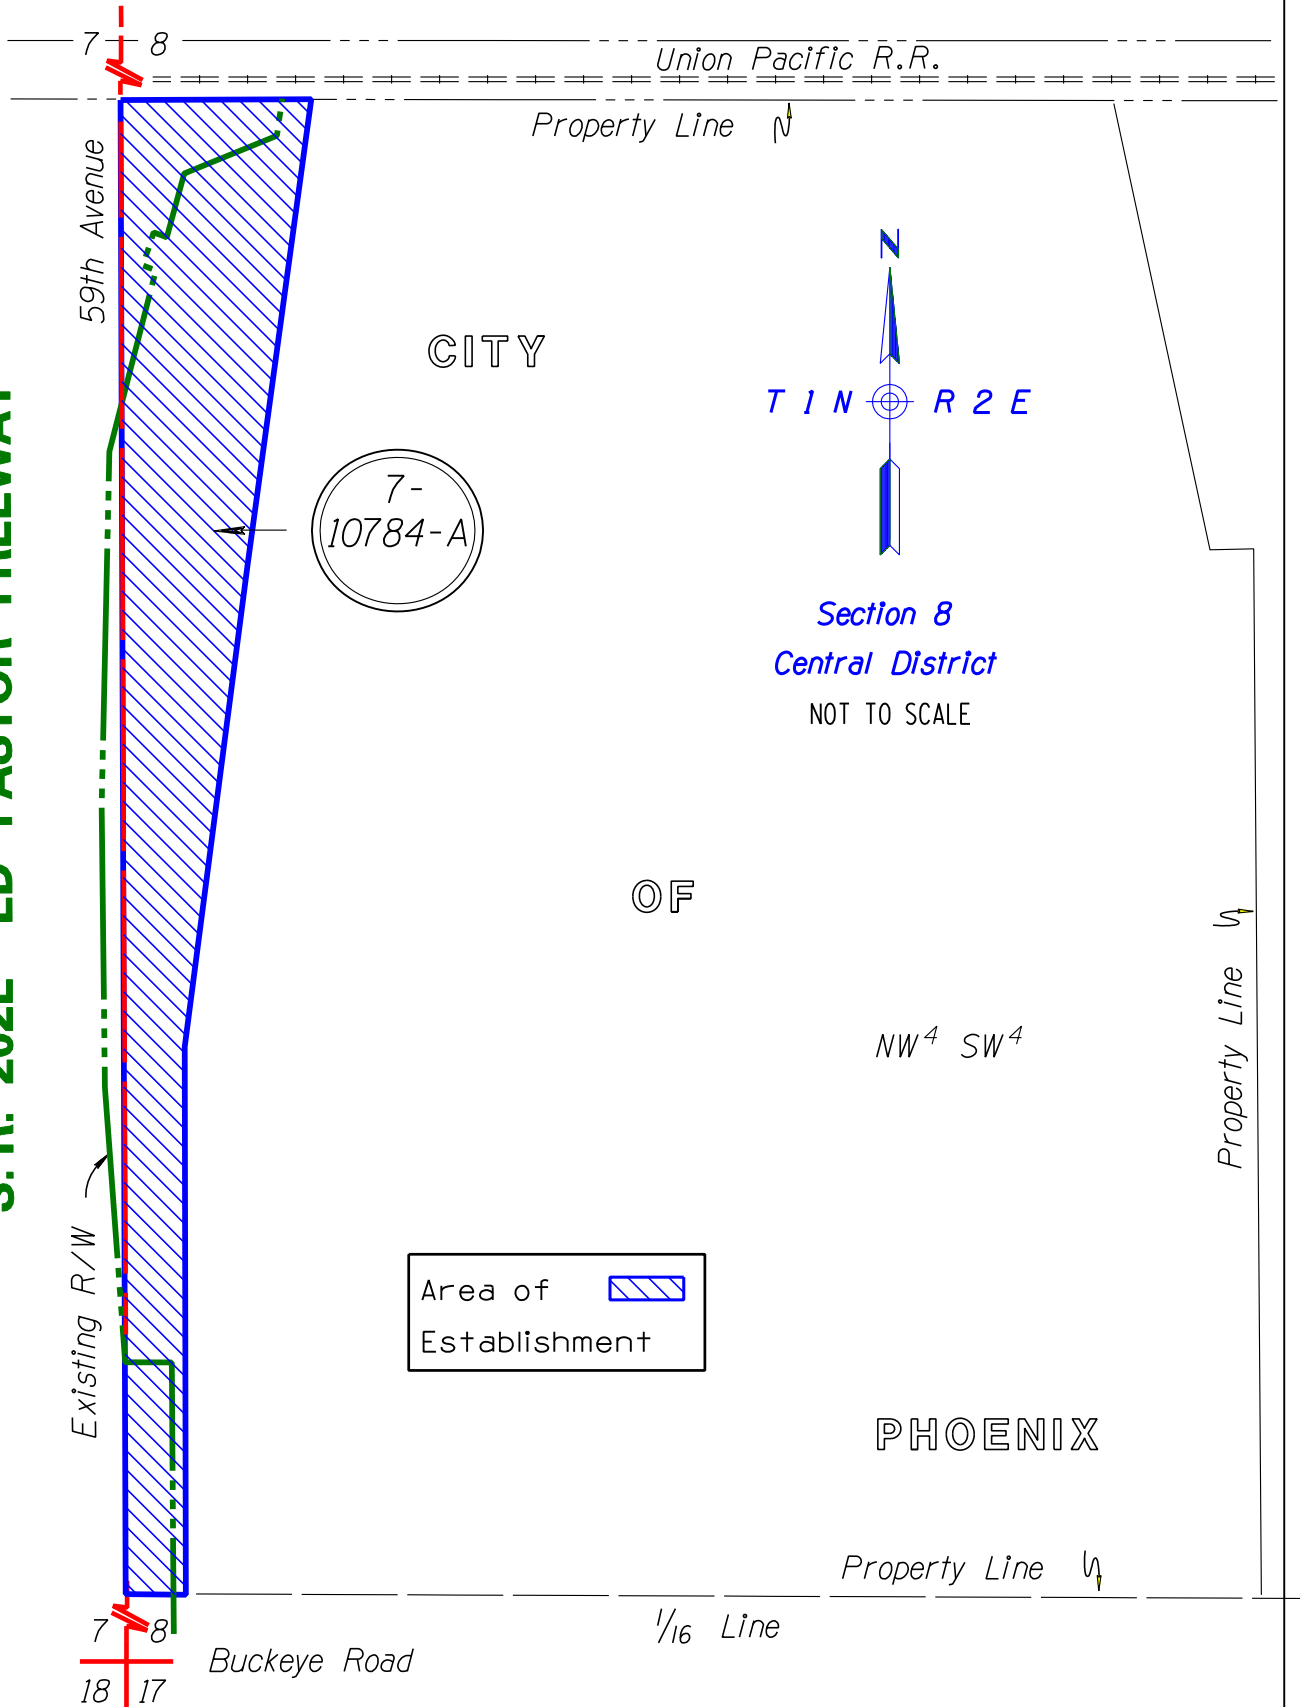 7 8
Union Pacific R.R.
Property Line
59th Avenue
N
CITY
T 1 N R 2 E
7-
10784-A
Section 8
Central District
NOT TO SCALE
OF
Property Line
NW4 SW4
Existing R/W
Area of
Establishment
PHOENIX
Property Line
1/16 Line
7 8
Buckeye Road
18 17